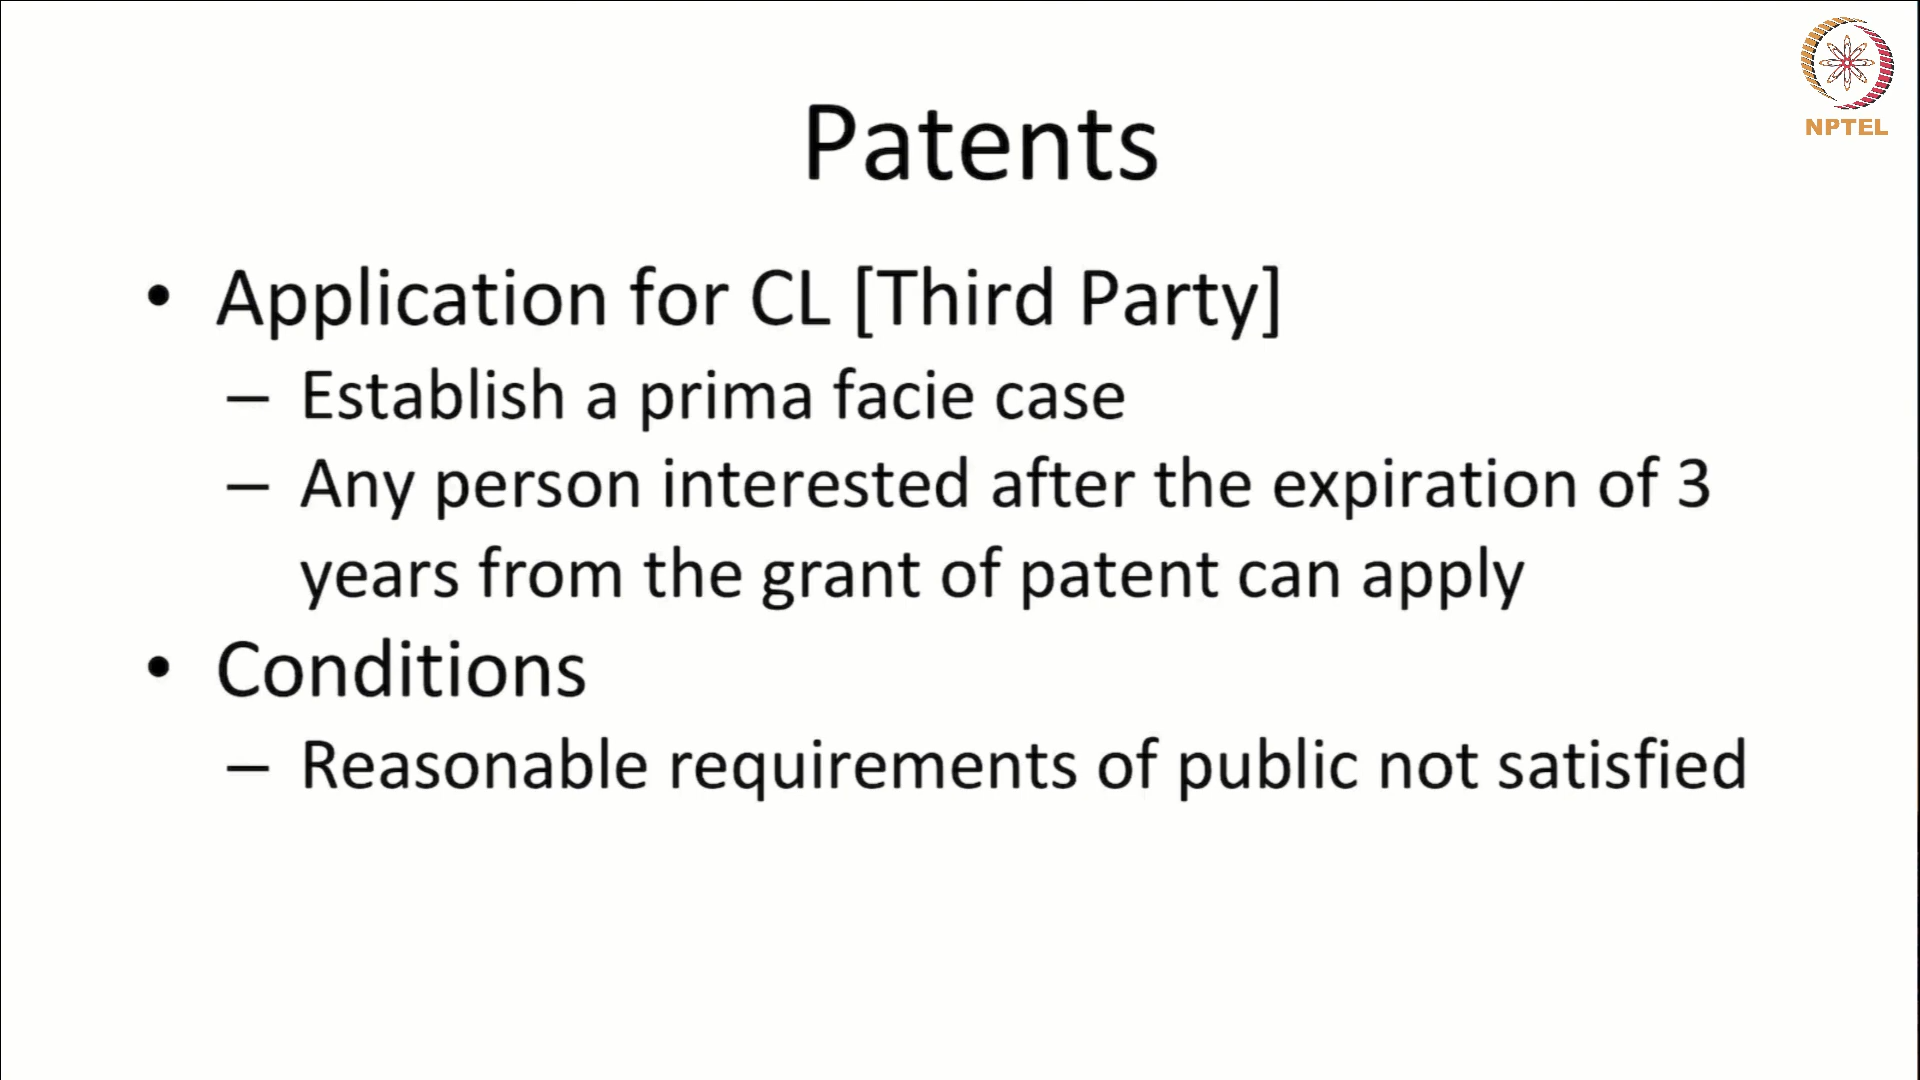 NPTEL
Patents
• Application for CL [Third Party]
– Establish a prima facie case
– Any person interested after the expiration of 3
years from the grant of patent can apply
• Conditions
– Reasonable requirements of public not satisfied